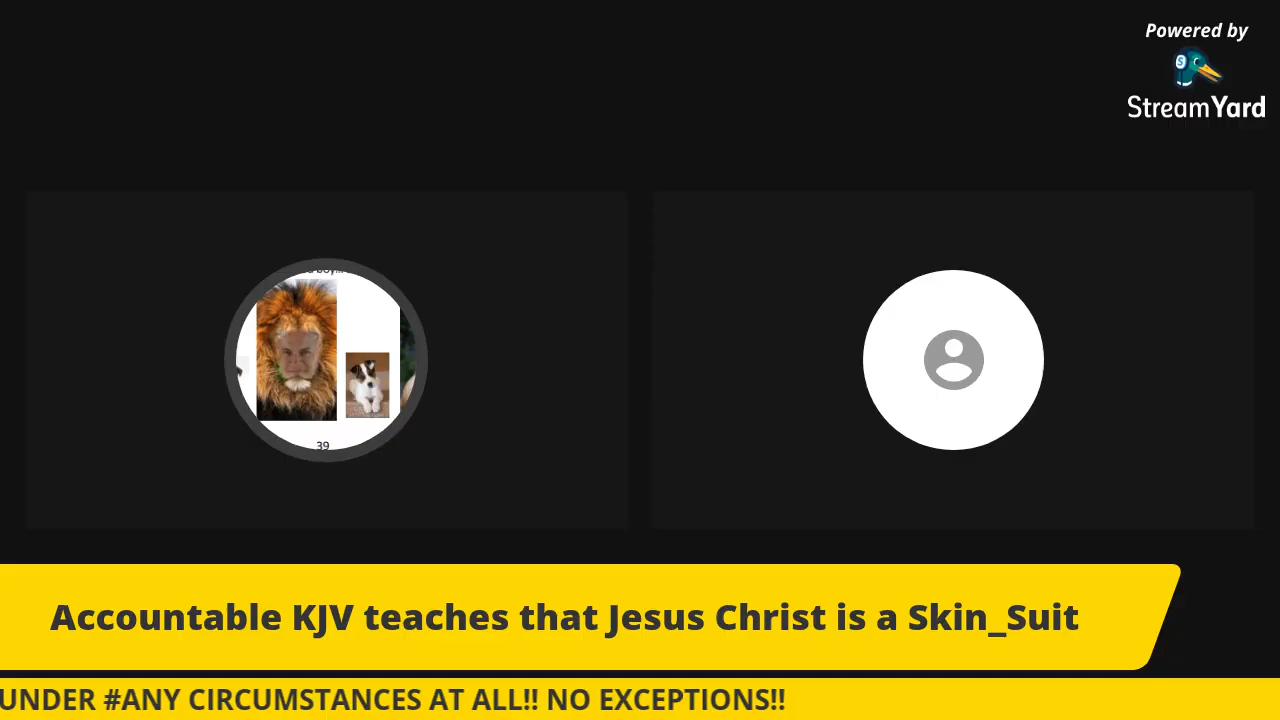 Powered by
S
StreamYard
39
Accountable KJV teaches that Jesus Christ is a Skin_Suit
UNDER #ANY CIRCUMSTANCES AT ALL!! NO EXCEPTIONS!!